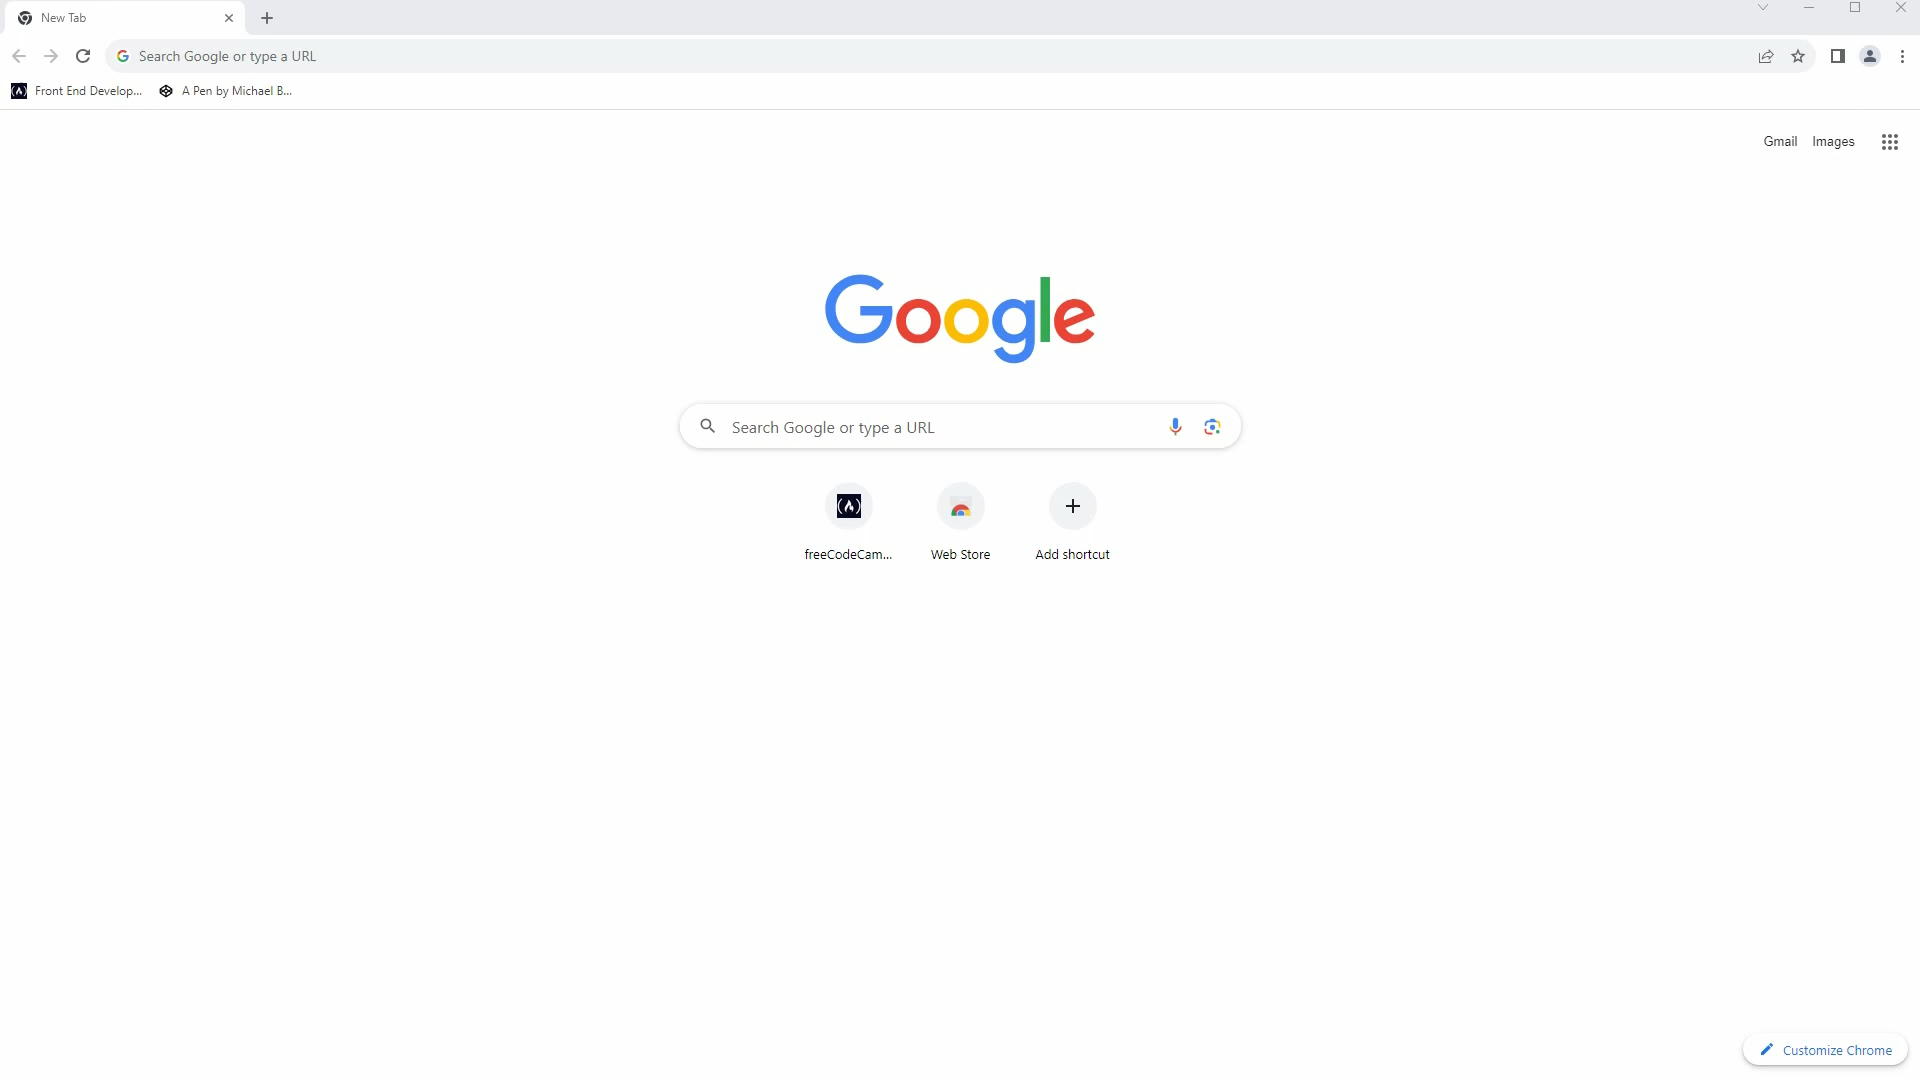 New Tab
Search Google or type a URL
Front End Develop...
A Pen by Michael B...
Gmail
Images
Google
Search Google or type a URL
freeCodeCam...
Web Store
Add shortcut
Customize Chrome